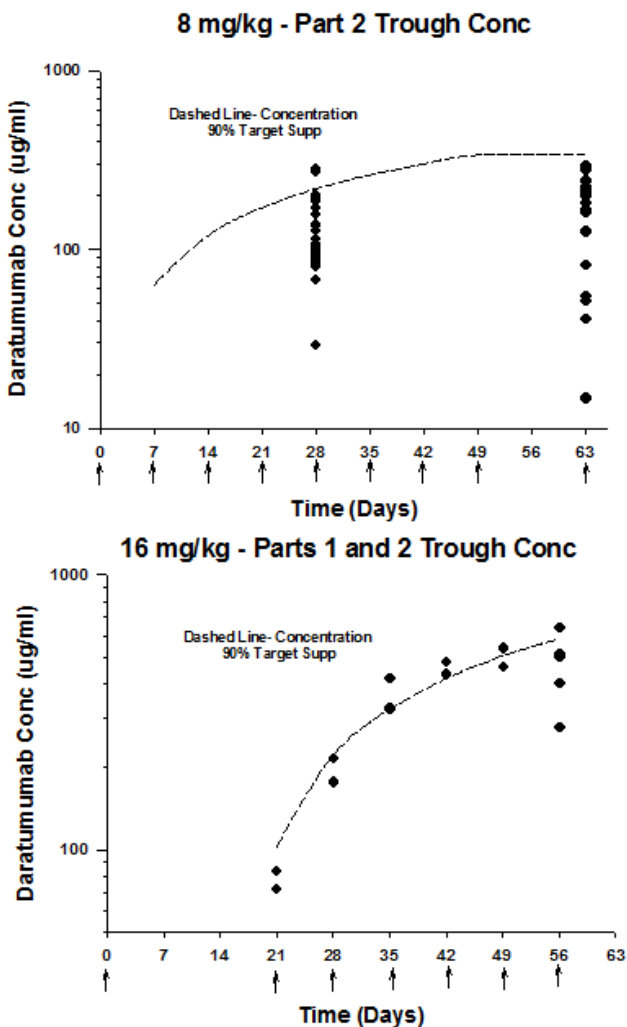 8 mg/kg - Part 2 Trough Conc
1000
Dashed Line- Concentration
90% Target Supp
Daratumumab Conc (ug/ml)
100
10
0 7 14 21 28 35 42 49 56 63
Time (Days)
16 mg/kg - Parts 1 and 2 Trough Conc
1000
Dashed Line- Concentration
90% Target Supp
Daratumumab Conc (ug/ml)
100
0 7 21 28 35 42 49 56 63
Time (Days)